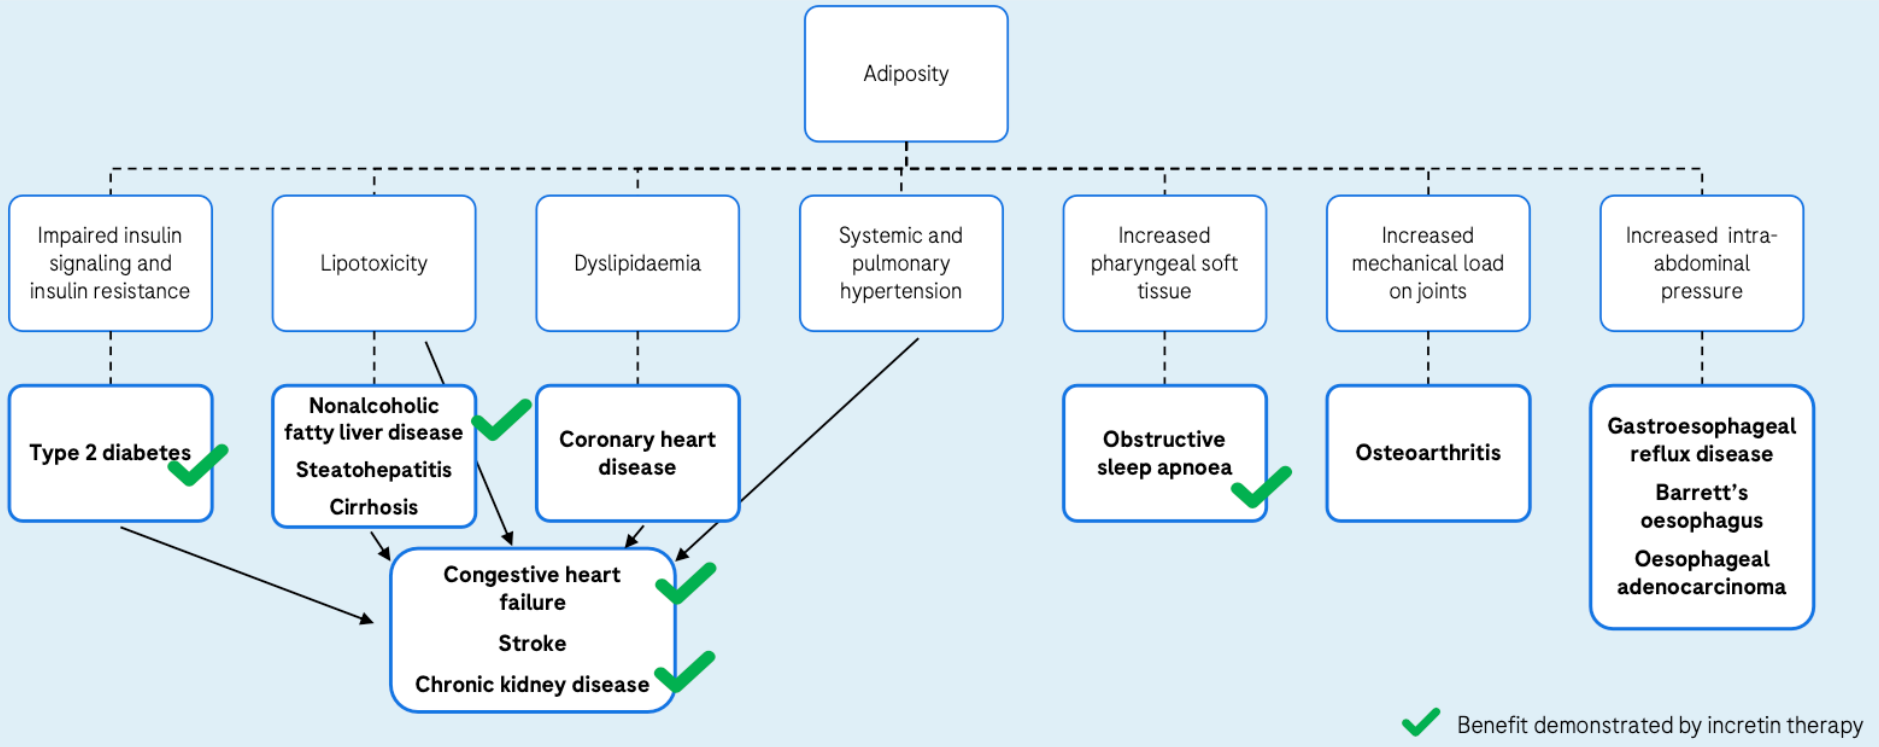 Adiposity
Impaired insulin
signaling and
insulin resistance
Lipotoxicity
Dyslipidaemia
Systemic and
pulmonary
hypertension
Increased
pharyngeal soft
tissue
Increased
mechanical load
on joints
Increased intra-
abdominal
pressure
Type 2 diabetes
Nonalcoholic
fatty liver disease
Steatohepatitis
Cirrhosis
Coronary heart
disease
Obstructive
sleep apnoea
Osteoarthritis
Gastroesophageal
reflux disease
Barrett's
oesophagus
Oesophageal
adenocarcinoma
Congestive heart
failure
Stroke
Chronic kidney disease
Benefit demonstrated by incretin therapy